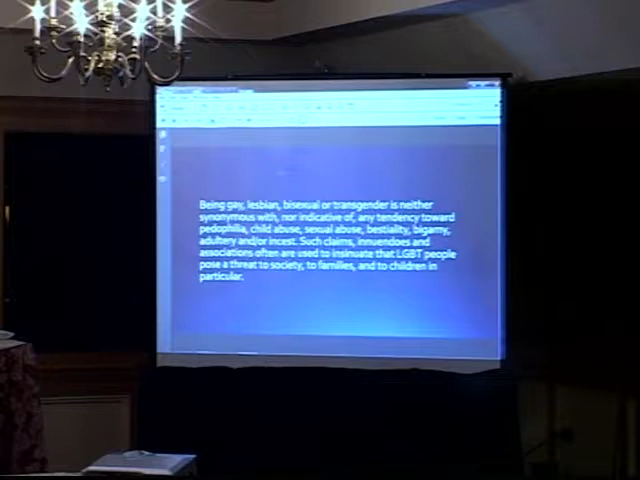 Being gay, lesbian, bisexual or transgender is neither
synonymous with, nor indicative of, any tendency toward
pedophilia, child abuse, sexual abuse, bestiality, bigamy,
adultery and/or incest. Such claims, innuendoes and
associations often are used to insinuate that LGBT people
pose a threat to society, to families, and to children in
particular.